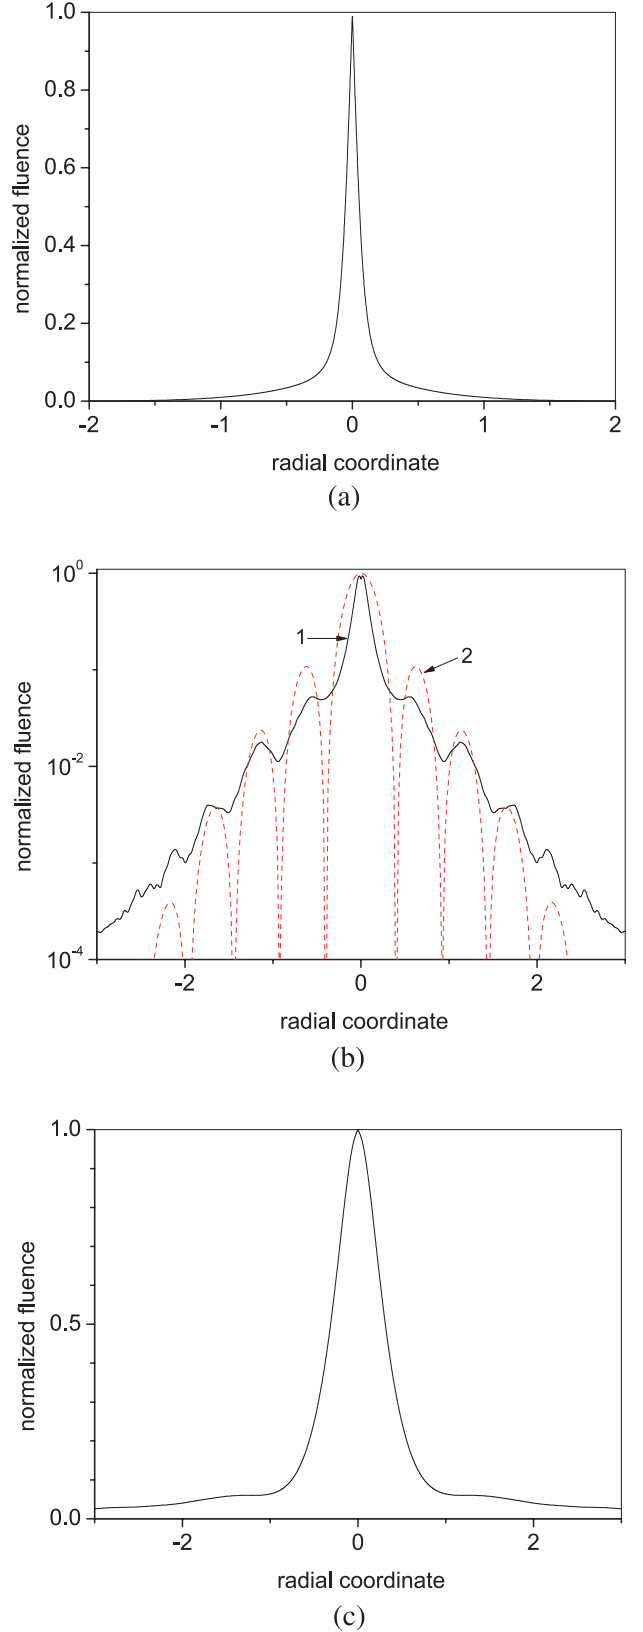 1.0
0.8
0.6
0.4
0.2
0.0
normalized fluence
-2
-1
0
1
2
radial coordinate
(a)
10^0
10^-2
10^-4
normalized fluence
1
2
-2
0
2
radial coordinate
(b)
1.0
0.5
0.0
normalized fluence
-2
0
2
radial coordinate
(c)